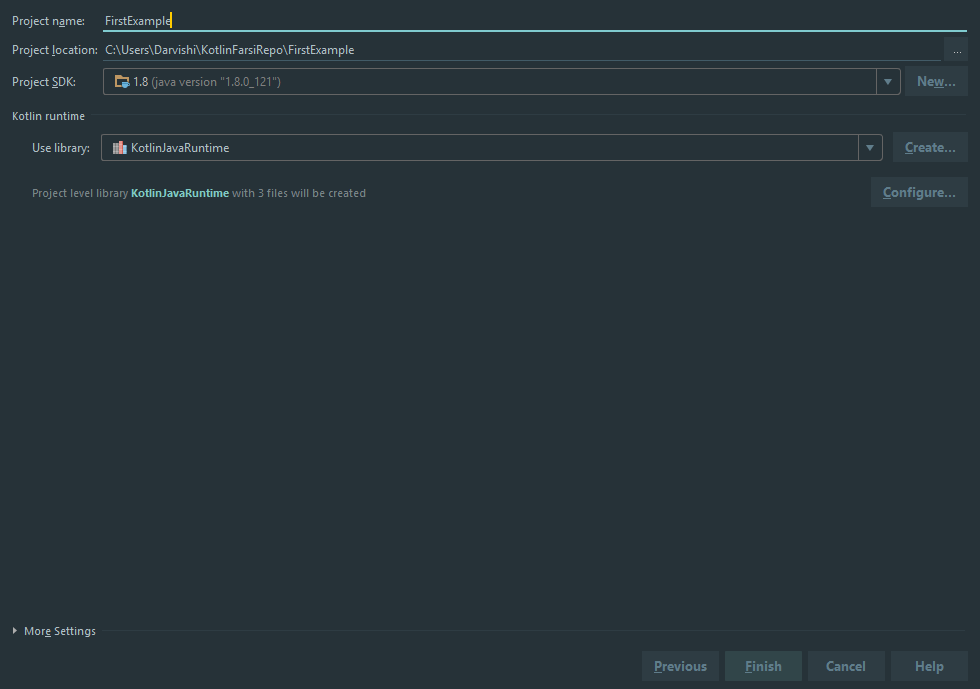 Project name: FirstExample
Project location: C:\Users\Darvishi\KotlinFarsiRepo\FirstExample ...
Project SDK: 1.8 (java version "1.8.0_121") New...
Kotlin runtime
Use library: KotlinJavaRuntime Create...
Project level library KotlinJavaRuntime with 3 files will be created Configure...
More Settings
Previous Finish Cancel Help